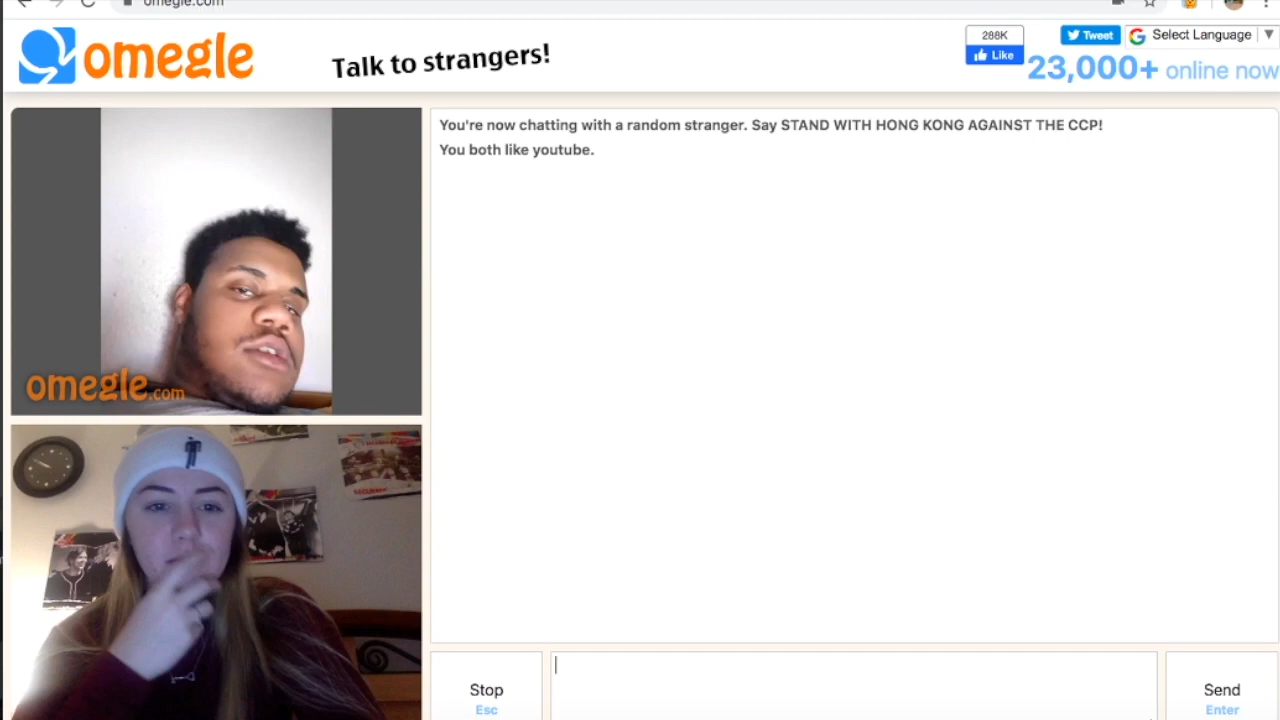 omegle.com
omegle
Talk to strangers!
288K
Like
Tweet
Select Language
23,000+ online now
You're now chatting with a random stranger. Say STAND WITH HONG KONG AGAINST THE CCP!
You both like youtube.
omegle.com
Stop
Esc
Send
Enter